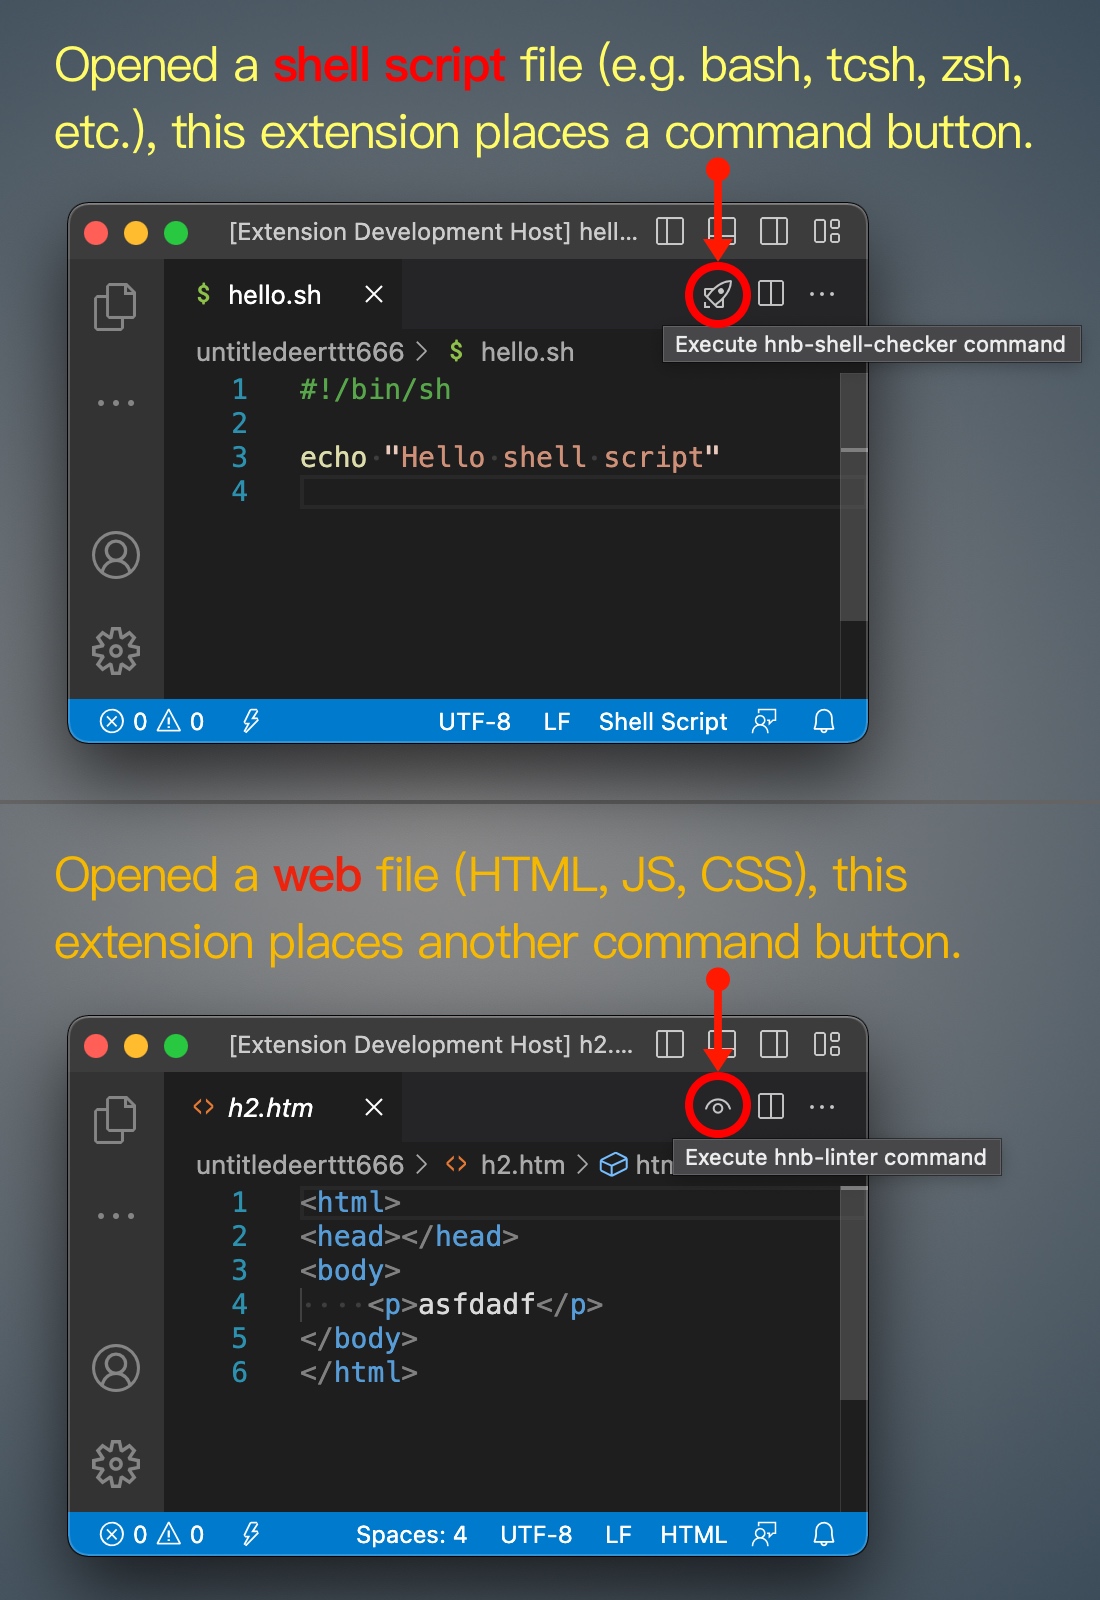 Opened a shell script file (e.g. bash, tcsh, zsh,
etc.), this extension places a command button.
[Extension Development Host] hell...
$ hello.sh
Execute hnb-shell-checker command
untitledeerttt666 > $ hello.sh
1 #!/bin/sh
2
3 echo "Hello shell script"
4
0 0 UTF-8 LF Shell Script
Opened a web file (HTML, JS, CSS), this
extension places another command button.
[Extension Development Host] h2....
<> h2.htm
Execute hnb-linter command
untitledeerttt666 > <> h2.htm > htm
1 <html>
2 <head></head>
3 <body>
4 ····<p>asfdadf</p>
5 </body>
6 </html>
0 0 Spaces: 4 UTF-8 LF HTML